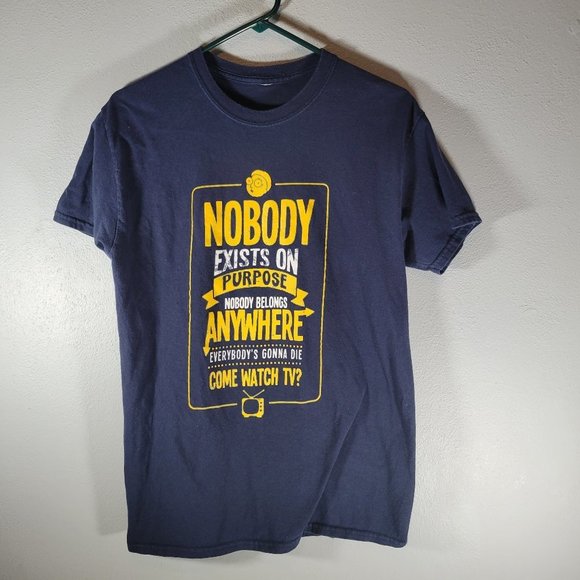 NOBODY
EXISTS ON
PURPOSE
NOBODY BELONGS
ANYWHERE
EVERYBODY'S GONNA DIE
COME WATCH TV?